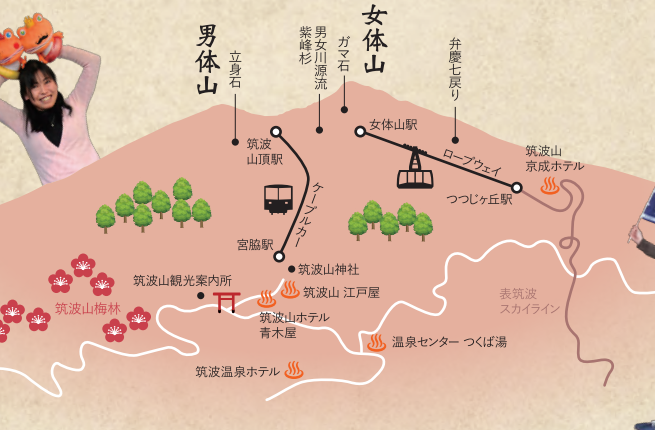 男体山
立身石
紫峰杉
男女川源流
ガマ石
女体山
弁慶七戻り
筑波
山頂駅
女体山駅
ロープウェイ
筑波山
京成ホテル
つつじヶ丘駅
ケーブルカー
宮脇駅
筑波山神社
筑波山観光案内所
筑波山 江戸屋
筑波山ホテル
青木屋
筑波山梅林
表筑波
スカイライン
温泉センター つくば湯
筑波温泉ホテル